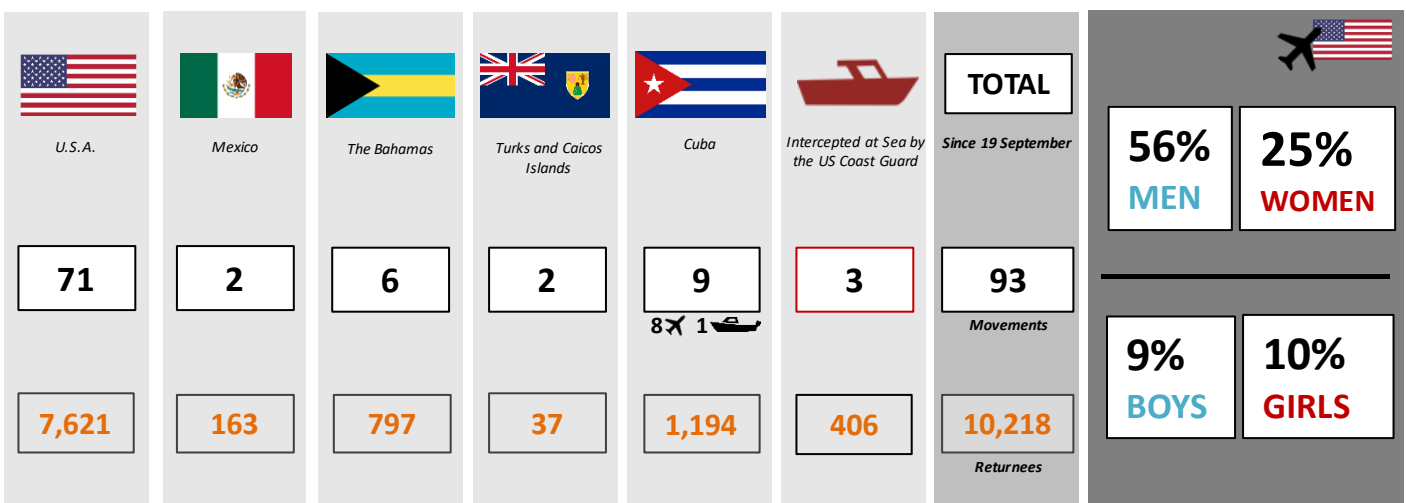 U.S.A.
Mexico
The Bahamas
Turks and Caicos
Islands
Cuba
Intercepted at Sea by
the US Coast Guard
TOTAL
Since 19 September
71
2
6
2
9
8 1
3
93
Movements
7,621
163
797
37
1,194
406
10,218
Returnees
56%
MEN
25%
WOMEN
9%
BOYS
10%
GIRLS